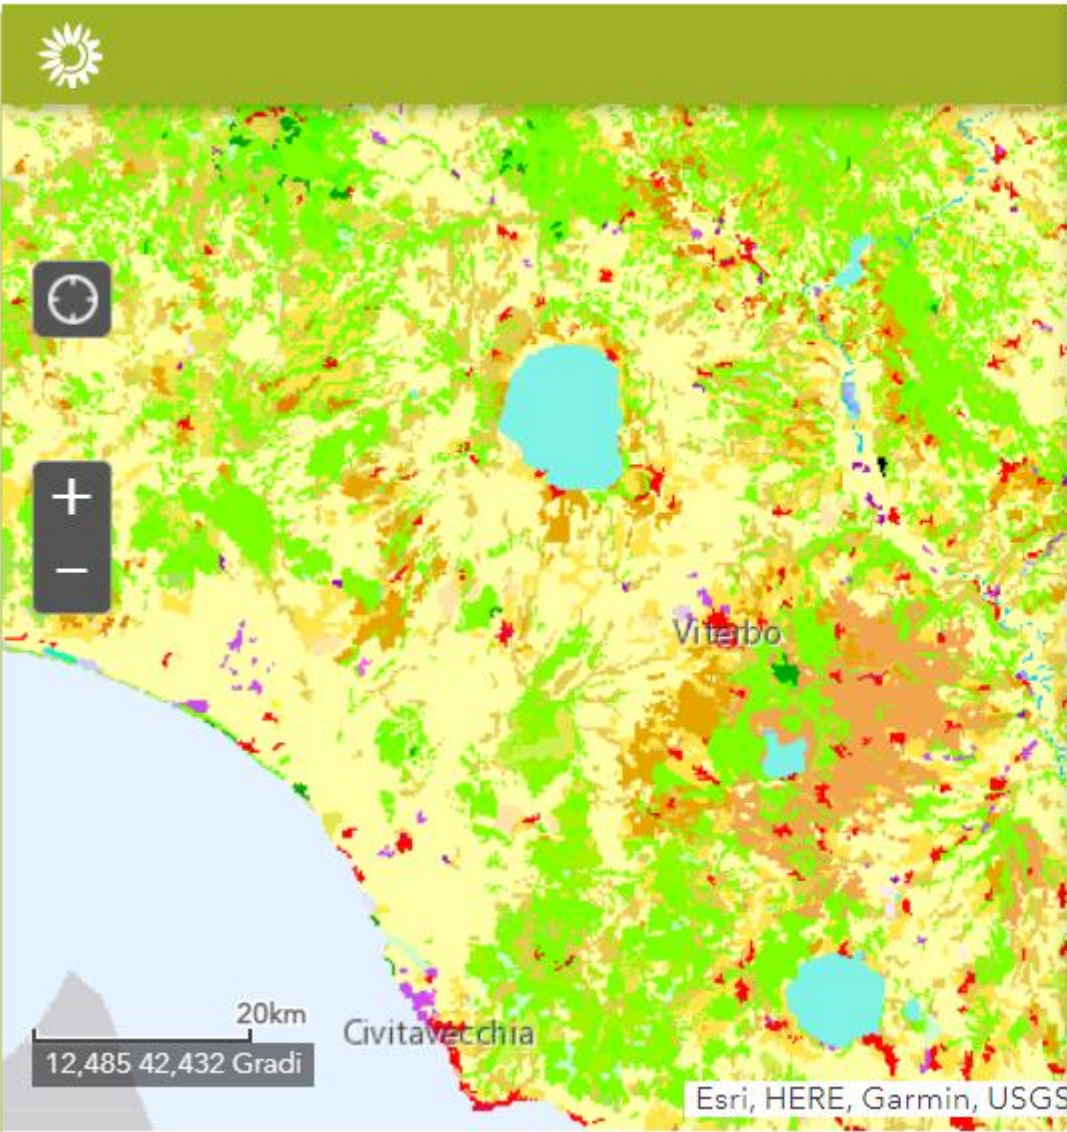 +
−
Viterbo
20km
Civitavecchia
12,485 42,432 Gradi
Esri, HERE, Garmin, USGS